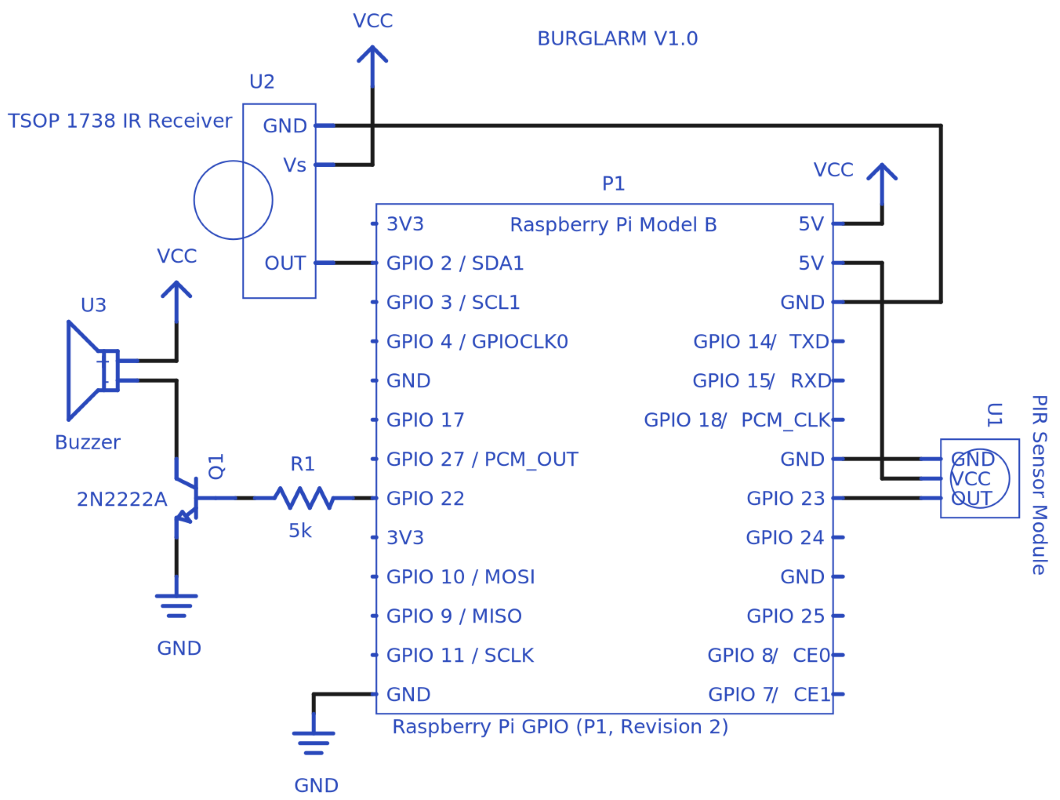 VCC
BURGLARM V1.0
U2
TSOP 1738 IR Receiver
GND
Vs
OUT
VCC
P1
Raspberry Pi Model B
3V3
GPIO 2 / SDA1
GPIO 3 / SCL1
GPIO 4 / GPIOCLK0
GND
GPIO 17
GPIO 27 / PCM_OUT
GPIO 22
3V3
GPIO 10 / MOSI
GPIO 9 / MISO
GPIO 11 / SCLK
GND
5V
5V
GND
GPIO 14/ TXD
GPIO 15/ RXD
GPIO 18/ PCM_CLK
GND
GPIO 23
GPIO 24
GND
GPIO 25
GPIO 8/ CE0
GPIO 7/ CE1
Raspberry Pi GPIO (P1, Revision 2)
VCC
U3
Buzzer
Q1
2N2222A
R1
5k
GND
GND
U1
PIR Sensor Module
GND
VCC
OUT